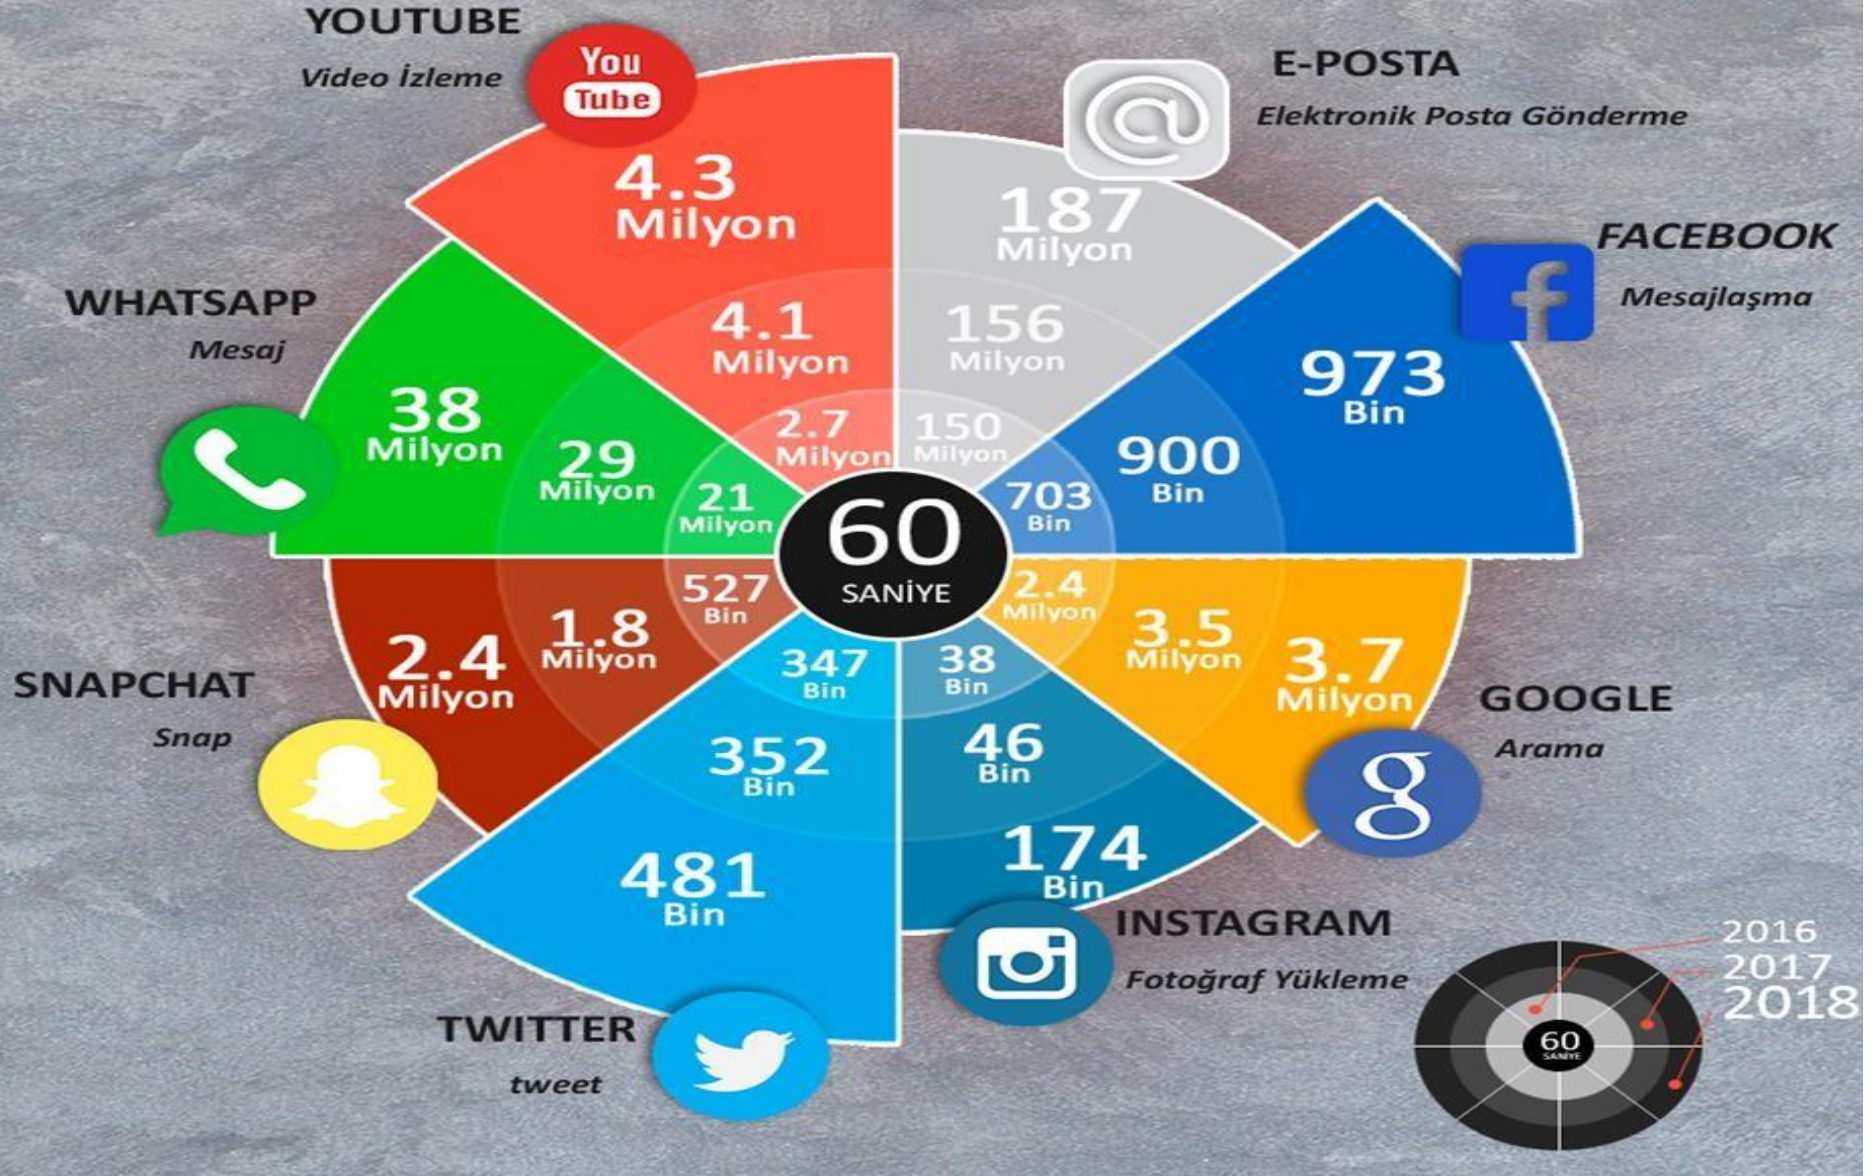 YOUTUBE
Video İzleme
You
Tube
4.3
Milyon
4.1
Milyon
2.7
Milyon
E-POSTA
Elektronik Posta Gönderme
187
Milyon
156
Milyon
150
Milyon
FACEBOOK
Mesajlaşma
973
Bin
900
Bin
703
Bin
WHATSAPP
Mesaj
38
Milyon
29
Milyon
21
Milyon
60
SANİYE
SNAPCHAT
Snap
2.4
Milyon
1.8
Milyon
527
Bin
GOOGLE
Arama
2.4
Milyon
3.5
Milyon
3.7
Milyon
g
TWITTER
tweet
347
Bin
352
Bin
481
Bin
INSTAGRAM
Fotoğraf Yükleme
38
Bin
46
Bin
174
Bin
2016
2017
2018
60
SANİYE